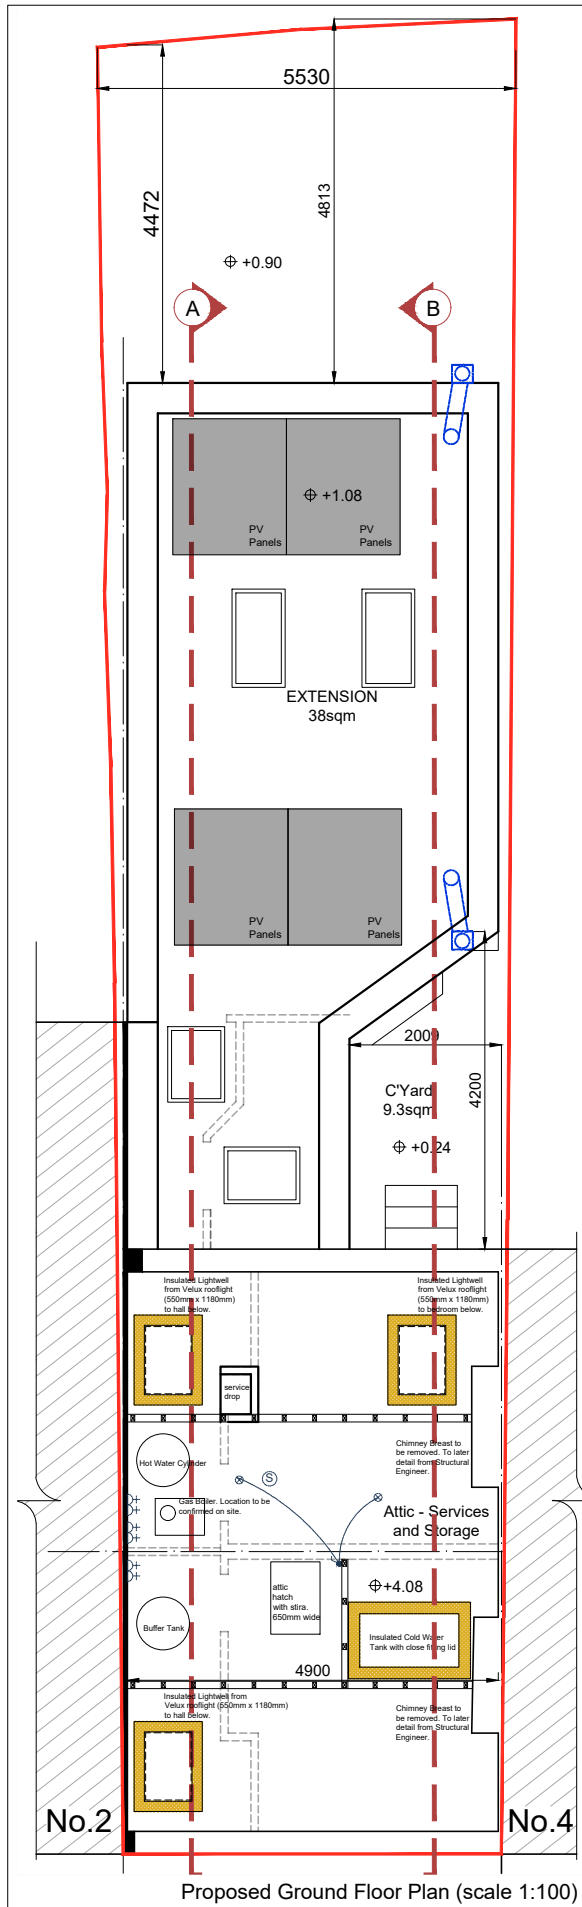 5530
4472
4813
+0.90
A
B
+1.08
PV
Panels
PV
Panels
EXTENSION
38sqm
PV
Panels
PV
Panels
2009
4200
C'Yard
9.3sqm
+0.24
Insulated Lightwell
from Velux rooflight
(550mm x 1180mm)
to hall below.
Insulated Lightwell
from Velux rooflight
(550mm x 1180mm)
to bedroom below.
service
drop
Chimney Breast to
be removed. To later
detail from Structural
Engineer.
Hot Water Cylinder
S
Gas Boiler. Location to be
confirmed on site.
Attic - Services
and Storage
attic
hatch
with stira.
650mm wide
+4.08
Buffer Tank
Insulated Cold Water
Tank with close fitting lid
4900
Insulated Lightwell from
Velux rooflight (550mm x 1180mm)
to hall below.
Chimney Breast to
be removed. To later
detail from Structural
Engineer.
No.2
No.4
Proposed Ground Floor Plan (scale 1:100)